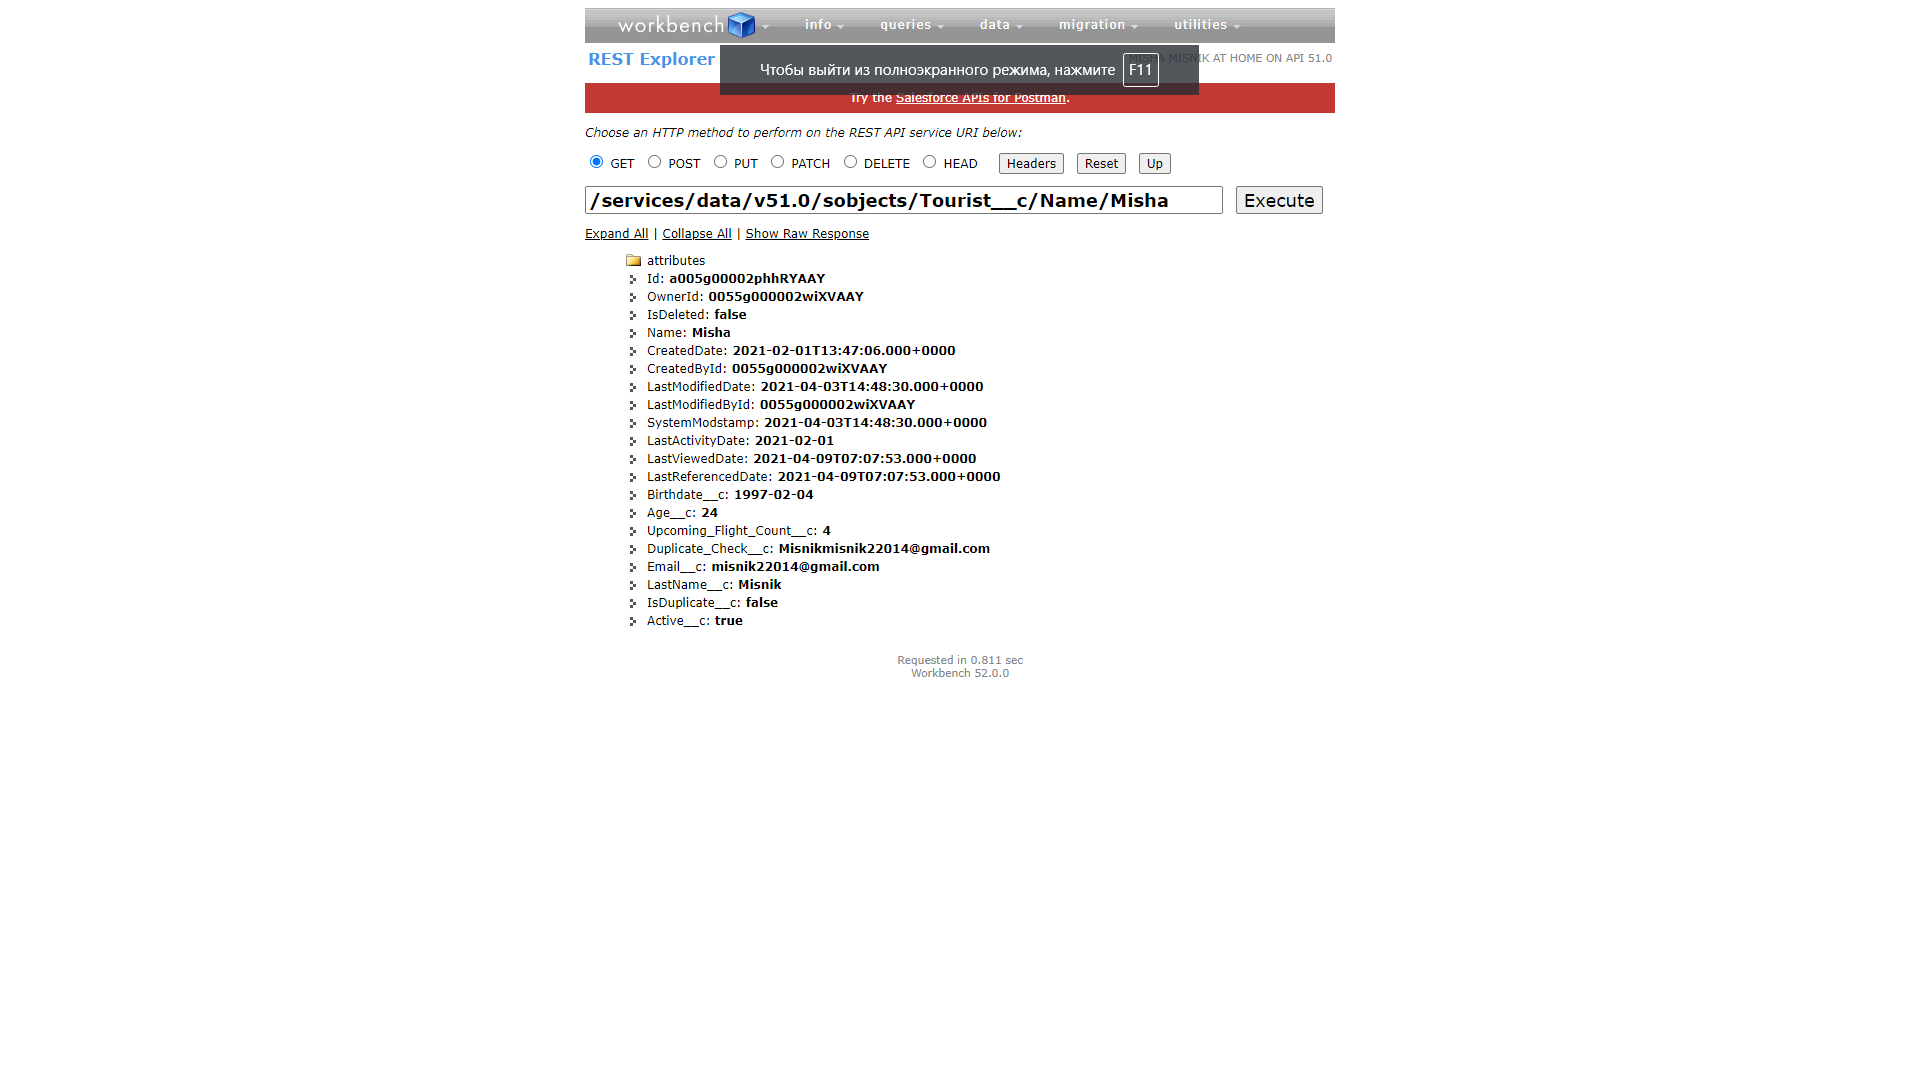 workbench info queries data migration utilities
REST Explorer
MISHA MISNIK AT HOME ON API 51.0
Чтобы выйти из полноэкранного режима, нажмите F11
Try the Salesforce APIs for Postman.
Choose an HTTP method to perform on the REST API service URI below:
GET POST PUT PATCH DELETE HEAD Headers Reset Up
/services/data/v51.0/sobjects/Tourist__c/Name/Misha Execute
Expand All | Collapse All | Show Raw Response
attributes
Id: a005g00002phhRYAAY
OwnerId: 0055g000002wiXVAAY
IsDeleted: false
Name: Misha
CreatedDate: 2021-02-01T13:47:06.000+0000
CreatedById: 0055g000002wiXVAAY
LastModifiedDate: 2021-04-03T14:48:30.000+0000
LastModifiedById: 0055g000002wiXVAAY
SystemModstamp: 2021-04-03T14:48:30.000+0000
LastActivityDate: 2021-02-01
LastViewedDate: 2021-04-09T07:07:53.000+0000
LastReferencedDate: 2021-04-09T07:07:53.000+0000
Birthdate__c: 1997-02-04
Age__c: 24
Upcoming_Flight_Count__c: 4
Duplicate_Check__c: Misnikmisnik22014@gmail.com
Email__c: misnik22014@gmail.com
LastName__c: Misnik
IsDuplicate__c: false
Active__c: true
Requested in 0.811 sec
Workbench 52.0.0